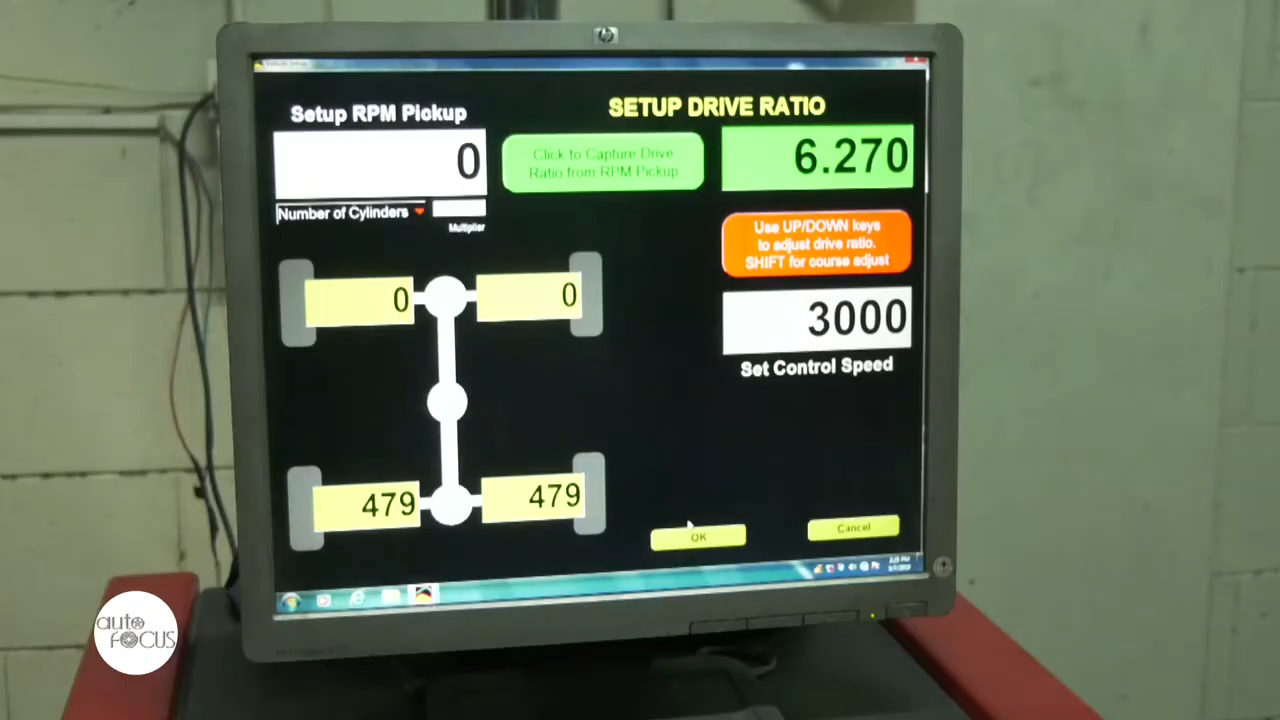 hp
Setup RPM Pickup
SETUP DRIVE RATIO
0
Click to Capture Drive
Ratio from RPM Pickup
6.270
Number of Cylinders
Multiplier
Use UP/DOWN keys
to adjust drive ratio.
SHIFT for course adjust
0
0
3000
Set Control Speed
479
479
OK
Cancel
auto
FOCUS